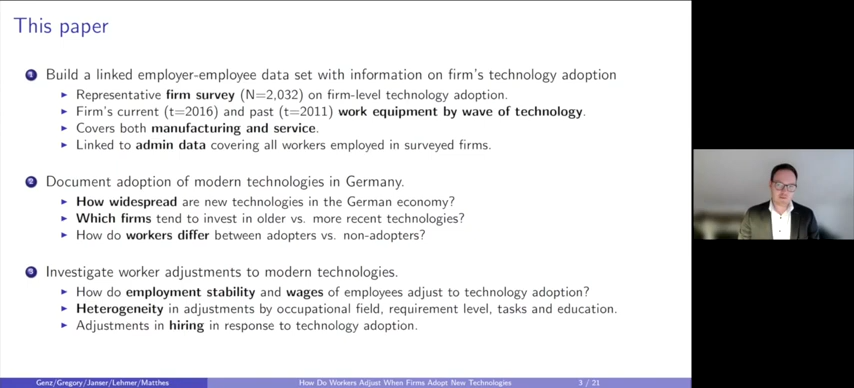 This paper
1 Build a linked employer-employee data set with information on firm's technology adoption
► Representative firm survey (N=2,032) on firm-level technology adoption.
► Firm's current (t=2016) and past (t=2011) work equipment by wave of technology.
► Covers both manufacturing and service.
► Linked to admin data covering all workers employed in surveyed firms.
2 Document adoption of modern technologies in Germany.
► How widespread are new technologies in the German economy?
► Which firms tend to invest in older vs. more recent technologies?
► How do workers differ between adopters vs. non-adopters?
3 Investigate worker adjustments to modern technologies.
► How do employment stability and wages of employees adjust to technology adoption?
► Heterogeneity in adjustments by occupational field, requirement level, tasks and education.
► Adjustments in hiring in response to technology adoption.
Genz/Gregory/Janser/Lehmer/Matthes How Do Workers Adjust When Firms Adopt New Technologies 3 / 21